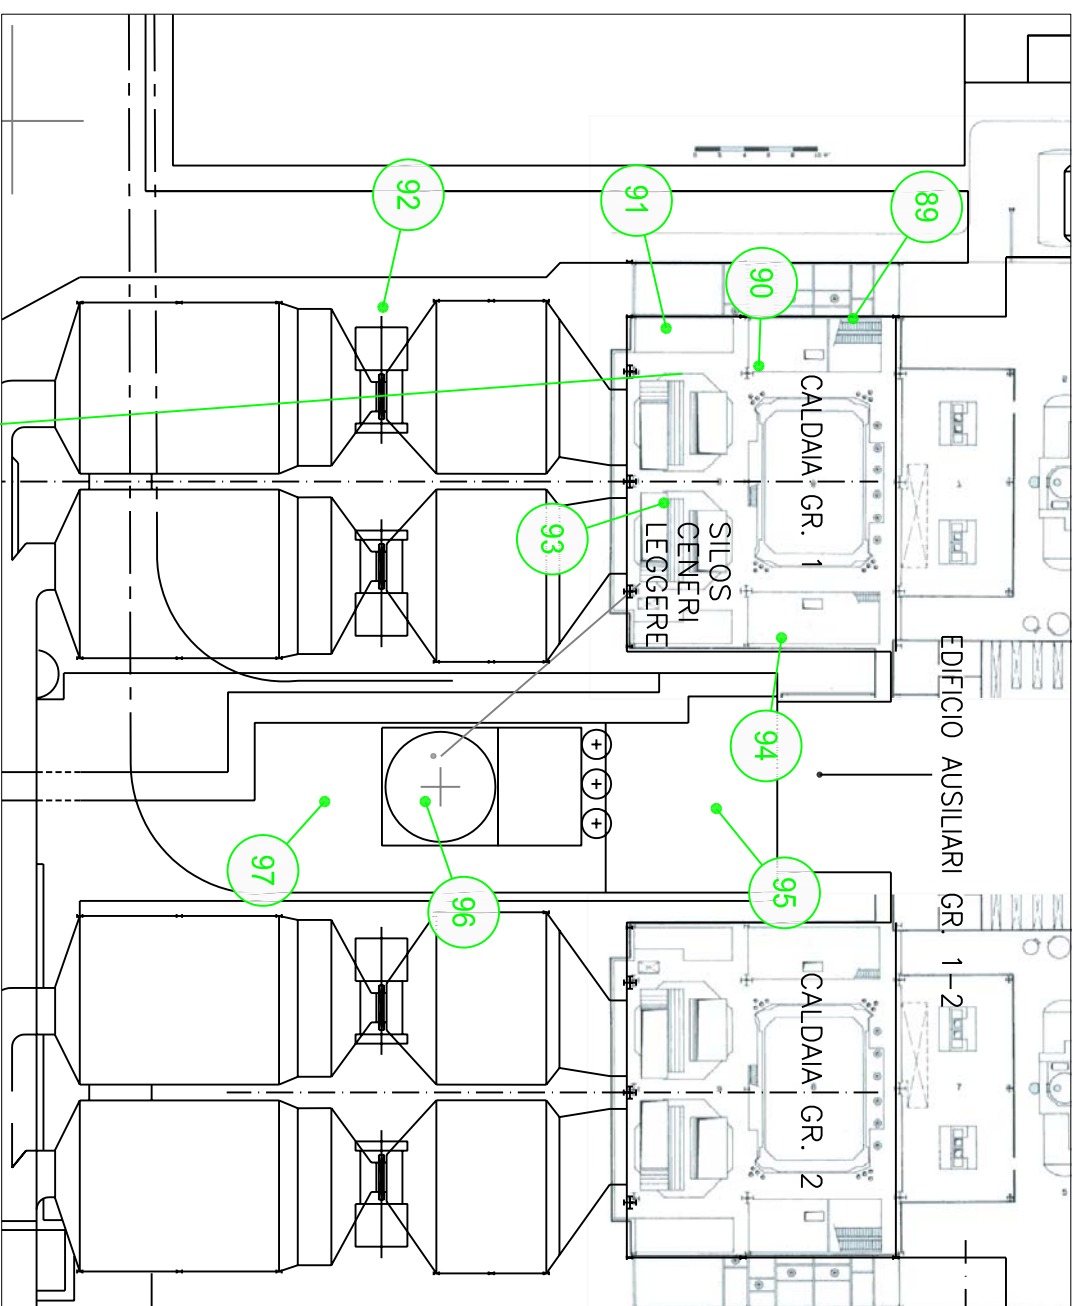 89
90
91
92
93
94
95
96
97
CALDAIA GR. 1
SILOS
CENERI
LEGGERE
EDIFICIO AUSILIARI GR. 1-2
CALDAIA GR. 2